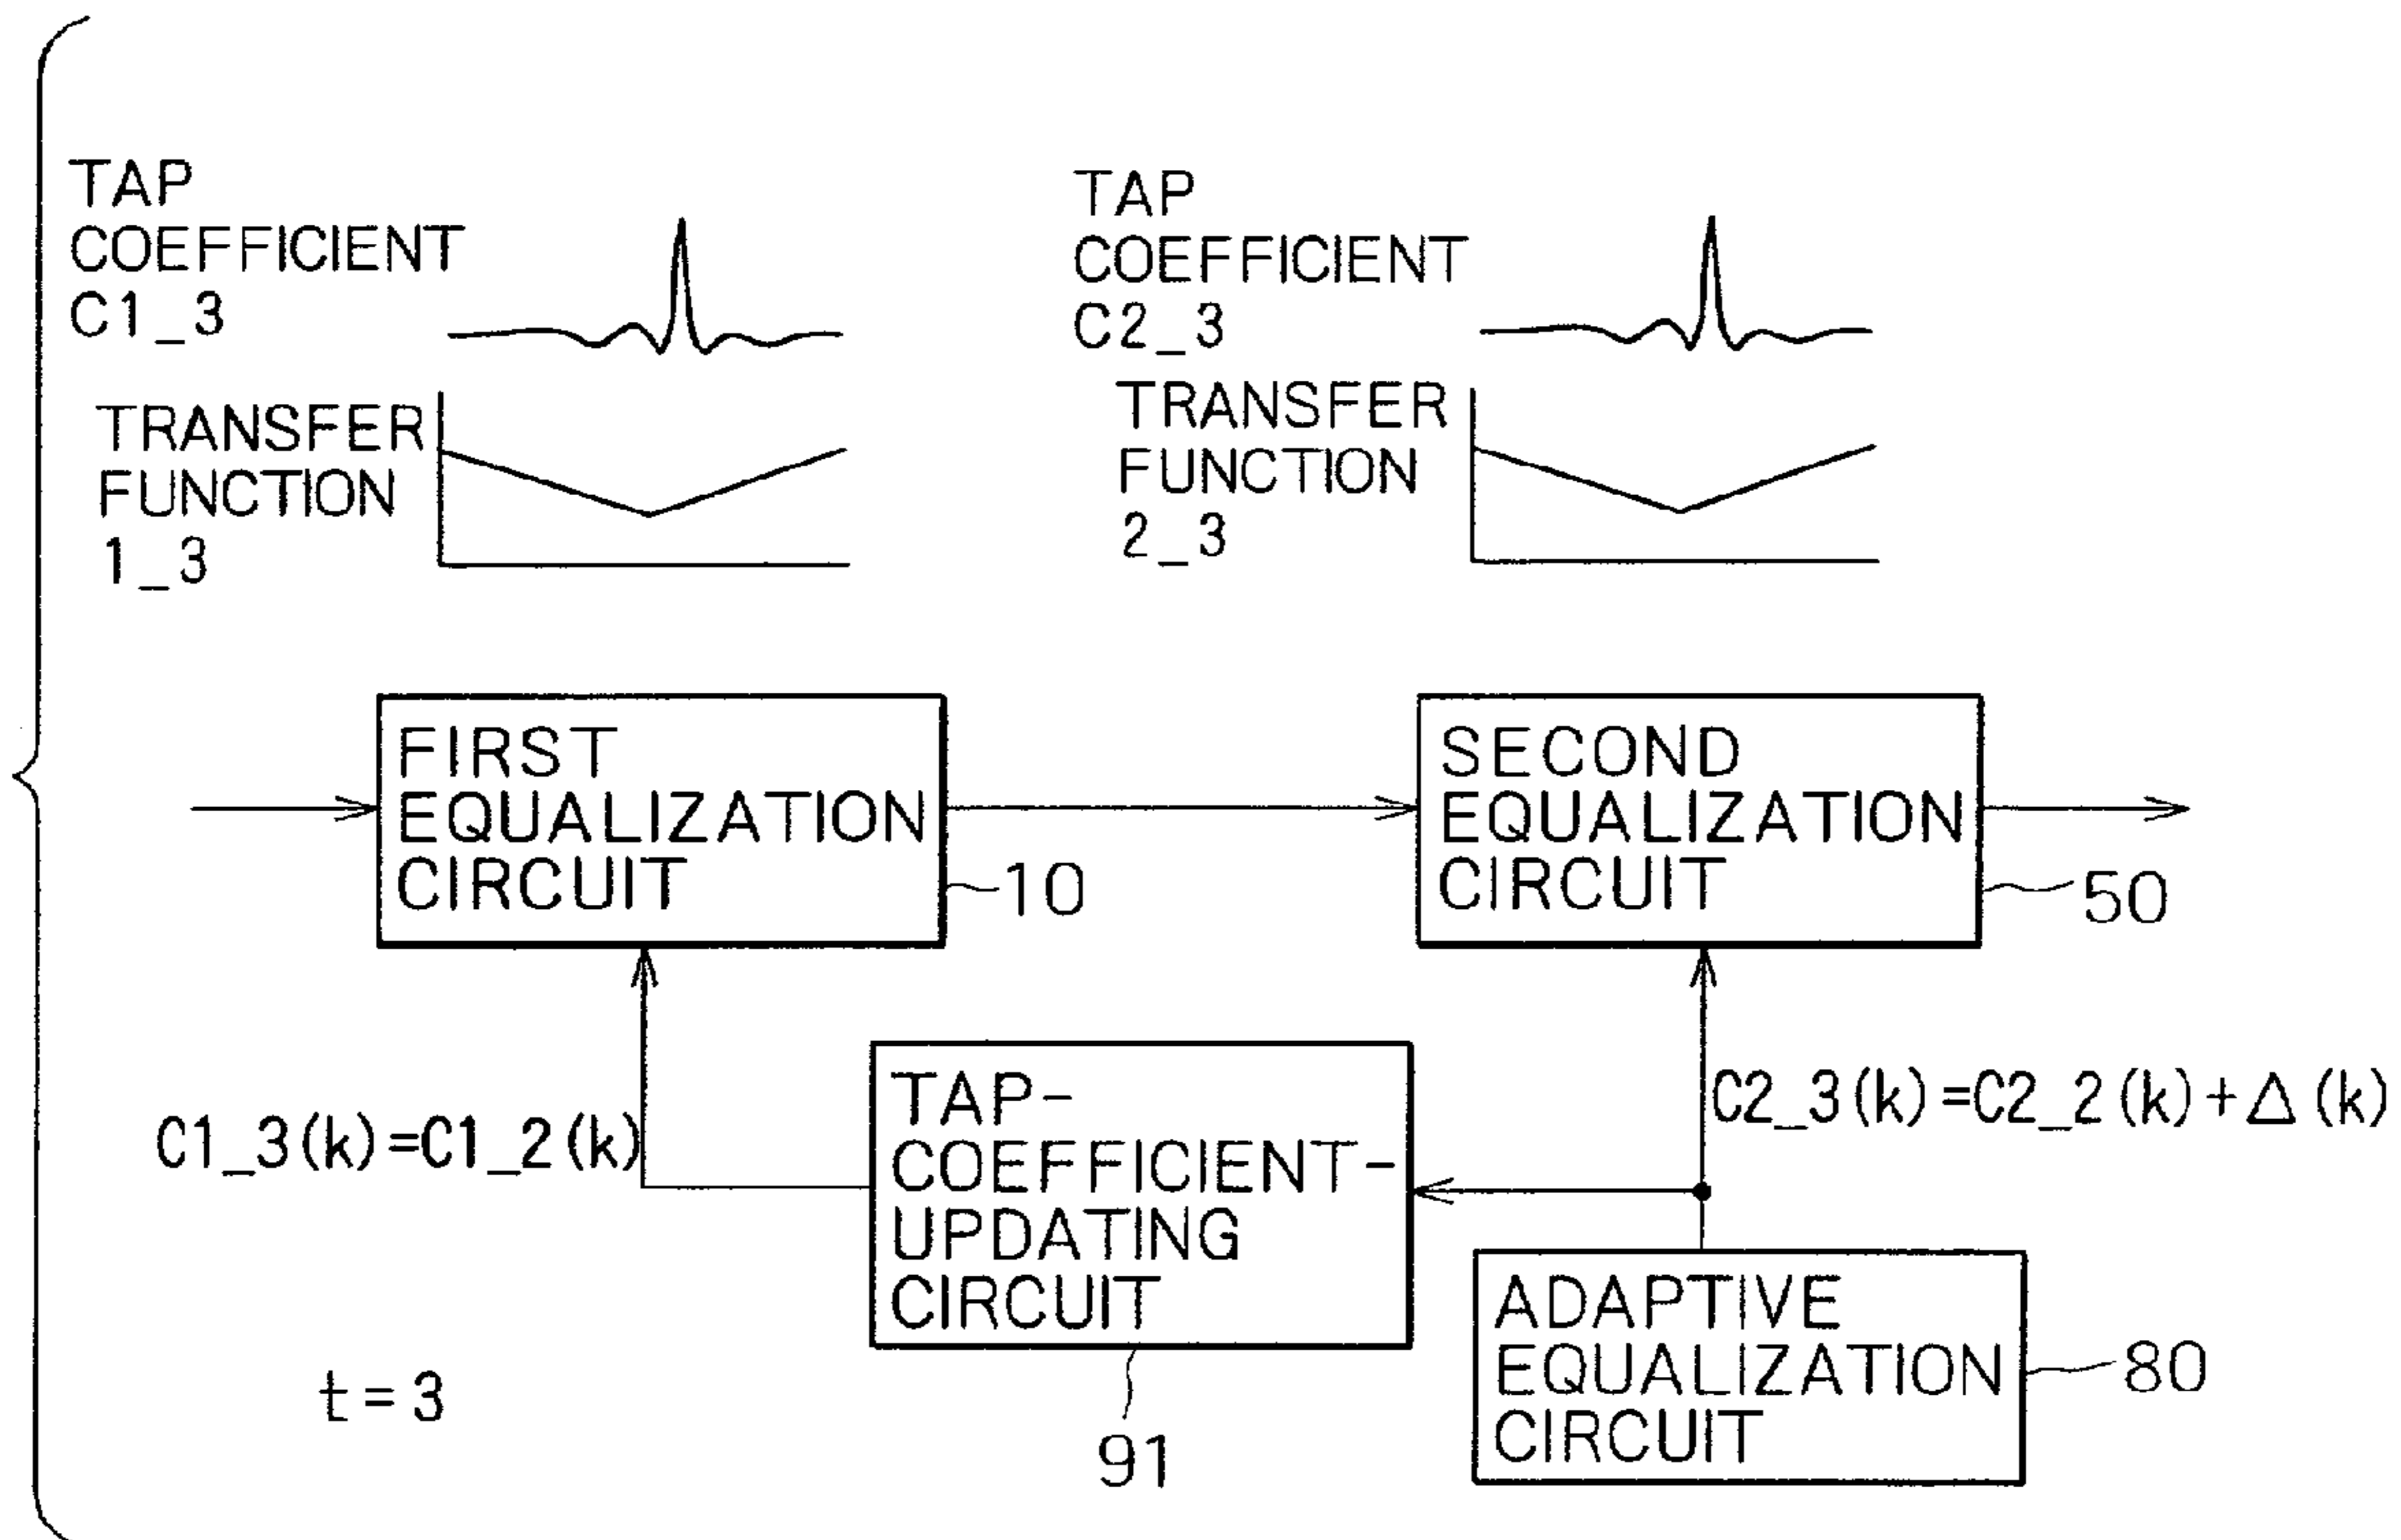 TAP
COEFFICIENT
C1_3
TRANSFER
FUNCTION
1_3
TAP
COEFFICIENT
C2_3
TRANSFER
FUNCTION
2_3
FIRST
EQUALIZATION
CIRCUIT
10
SECOND
EQUALIZATION
CIRCUIT
50
C1_3(k)=C1_2(k)
TAP-
COEFFICIENT-
UPDATING
CIRCUIT
91
C2_3(k)=C2_2(k)+Δ(k)
ADAPTIVE
EQUALIZATION
CIRCUIT
80
t=3